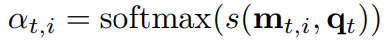 α_{t,i} = softmax(s(𝐦_{t,i}, 𝐪_t))